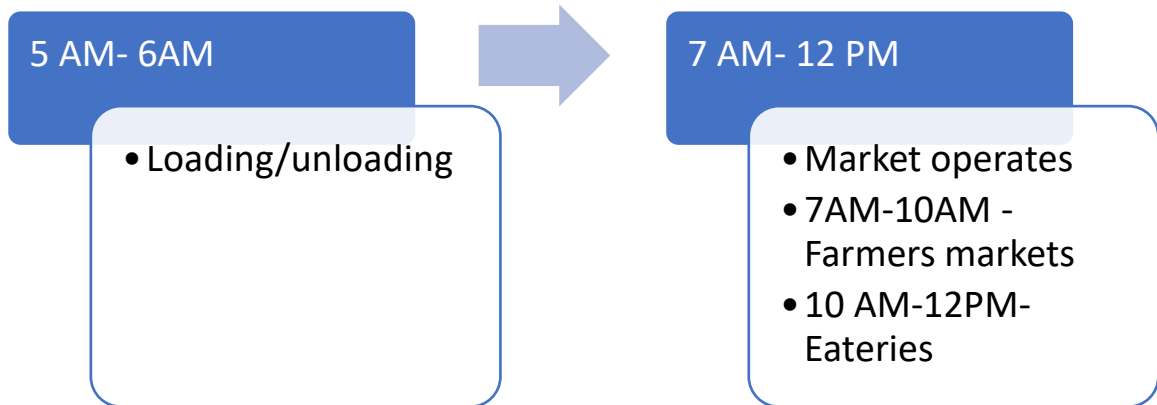 5 AM- 6AM
•Loading/unloading
7 AM- 12 PM
•Market operates
•7AM-10AM -
Farmers markets
•10 AM-12PM-
Eateries